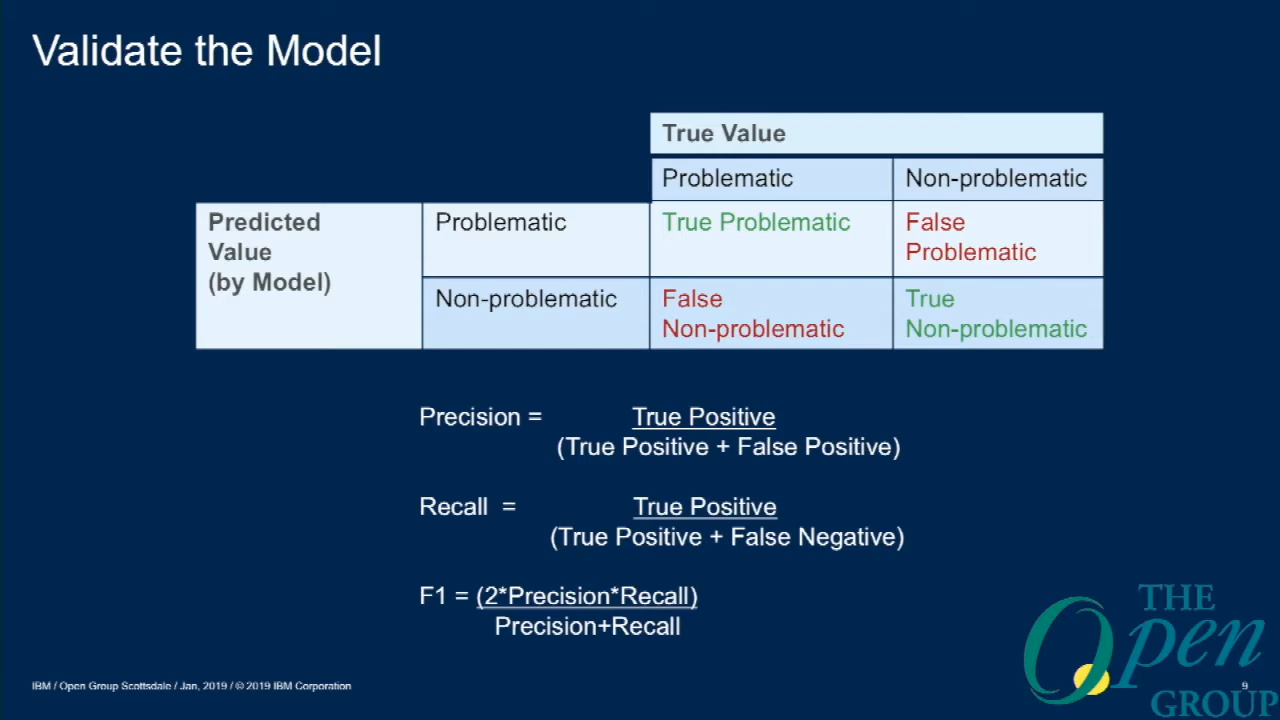 Validate the Model
True Value
Problematic
Non-problematic
Predicted
Value
(by Model)
Problematic
True Problematic
False
Problematic
Non-problematic
False
Non-problematic
True
Non-problematic
Precision = True Positive
(True Positive + False Positive)
Recall = True Positive
(True Positive + False Negative)
F1 = (2*Precision*Recall)
Precision+Recall
IBM / Open Group Scottsdale / Jan, 2019 / © 2019 IBM Corporation
9
THE
Open
GROUP